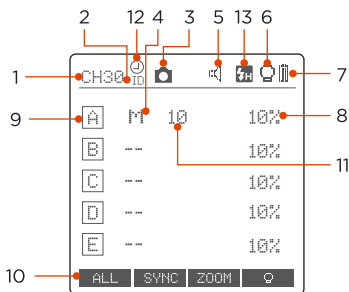 2 12 4 3 5 13 6
1 CH30 ID H 7
9 A M 10 10% 8
B -- 10% 11
C -- 10%
D -- 10%
E -- 10%
10 ALL SYNC ZOOM